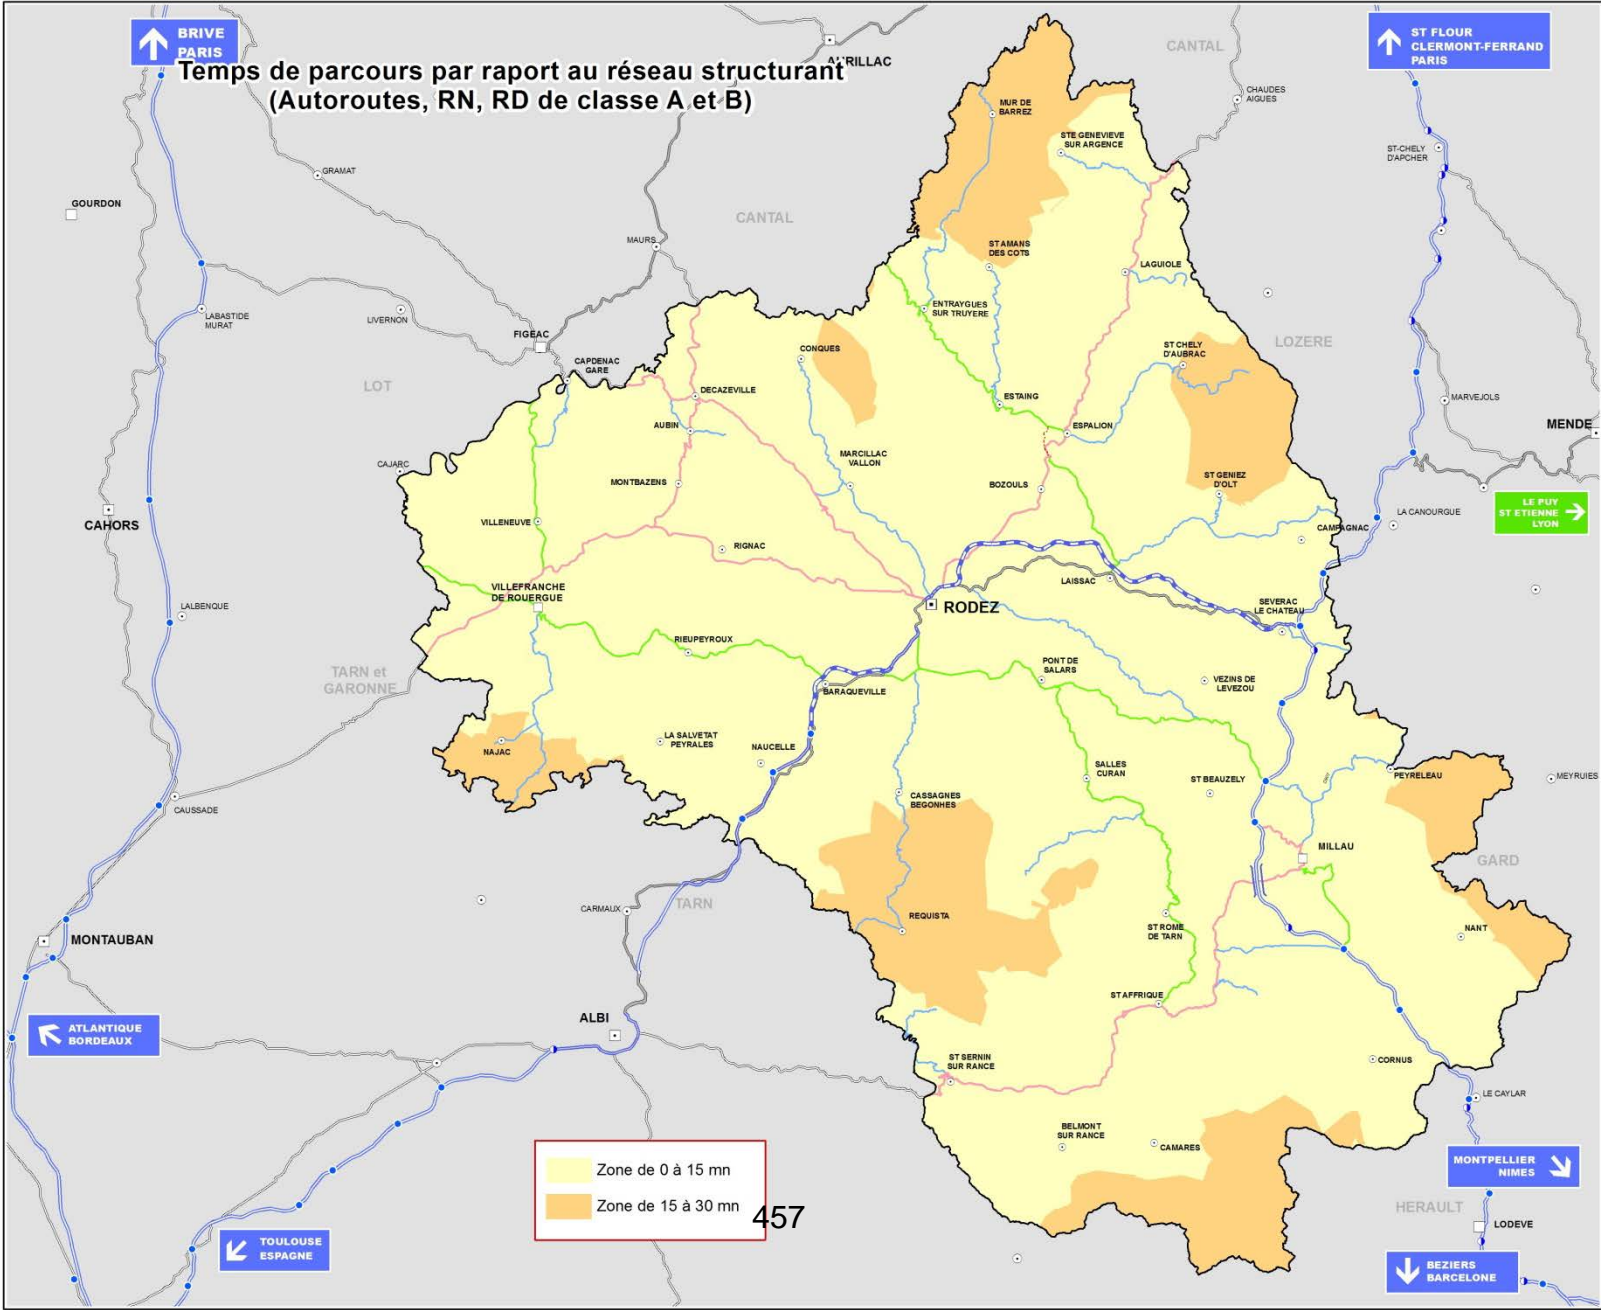 BRIVE
PARIS
Temps de parcours par raport au réseau structurant
(Autoroutes, RN, RD de classe A et B)
AURILLAC
CANTAL
ST FLOUR
CLERMONT-FERRAND
PARIS
CHAUDES
AIGUES
MUR DE
BARREZ
STE GENEVIEVE
SUR ARGENCE
ST-CHELY
D'APCHER
GRAMAT
GOURDON
CANTAL
MAURS
ST AMANS
DES COTS
LAGUIOLE
ENTRAYGUES
SUR TRUYERE
LABASTIDE
MURAT
LIVERNON
FIGEAC
CONQUES
ST CHELY
D'AUBRAC
LOZERE
CAPDENAC
GARE
LOT
DECAZEVILLE
ESTAING
MARVEJOLS
AUBIN
ESPALION
MENDE
MARCILLAC
VALLON
CAJARC
MONTBAZENS
BOZOULS
ST GENIEZ
D'OLT
LE PUY
ST ETIENNE
LYON
CAHORS
VILLENEUVE
CAMPAGNAC
LA CANOURGUE
RIGNAC
VILLEFRANCHE
DE ROUERGUE
LAISSAC
LALBENQUE
RODEZ
SEVERAC
LE CHATEAU
RIEUPEYROUX
TARN et
GARONNE
PONT DE
SALARS
VEZINS DE
LEVEZOU
BARAQUEVILLE
NAJAC
LA SALVETAT
PEYRALES
NAUCELLE
SALLES
CURAN
ST BEAUZELY
PEYRELEAU
MEYRUIES
CAUSSADE
CASSAGNES
BEGONHES
MILLAU
GARD
CARMAUX
TARN
REQUISTA
ST ROME
DE TARN
NANT
MONTAUBAN
ST AFFRIQUE
ATLANTIQUE
BORDEAUX
ALBI
ST SERNIN
SUR RANCE
CORNUS
LE CAYLAR
BELMONT
SUR RANCE
CAMARES
Zone de 0 à 15 mn
Zone de 15 à 30 mn
457
MONTPELLIER
NIMES
HERAULT
LODEVE
TOULOUSE
ESPAGNE
BEZIERS
BARCELONE